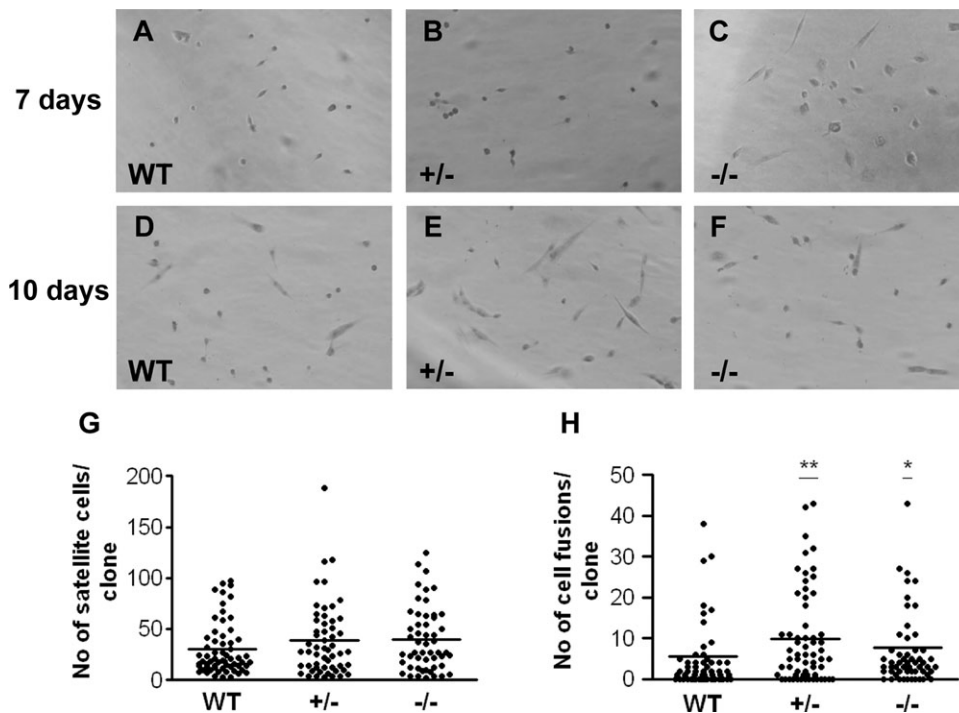 A
B
C
7 days
WT
+/-
-/-
D
E
F
10 days
WT
+/-
-/-
G
No of satellite cells/
clone
200
150
100
50
0
WT
+/-
-/-
H
No of cell fusions/
clone
50
40
30
20
10
0
**
*
WT
+/-
-/-